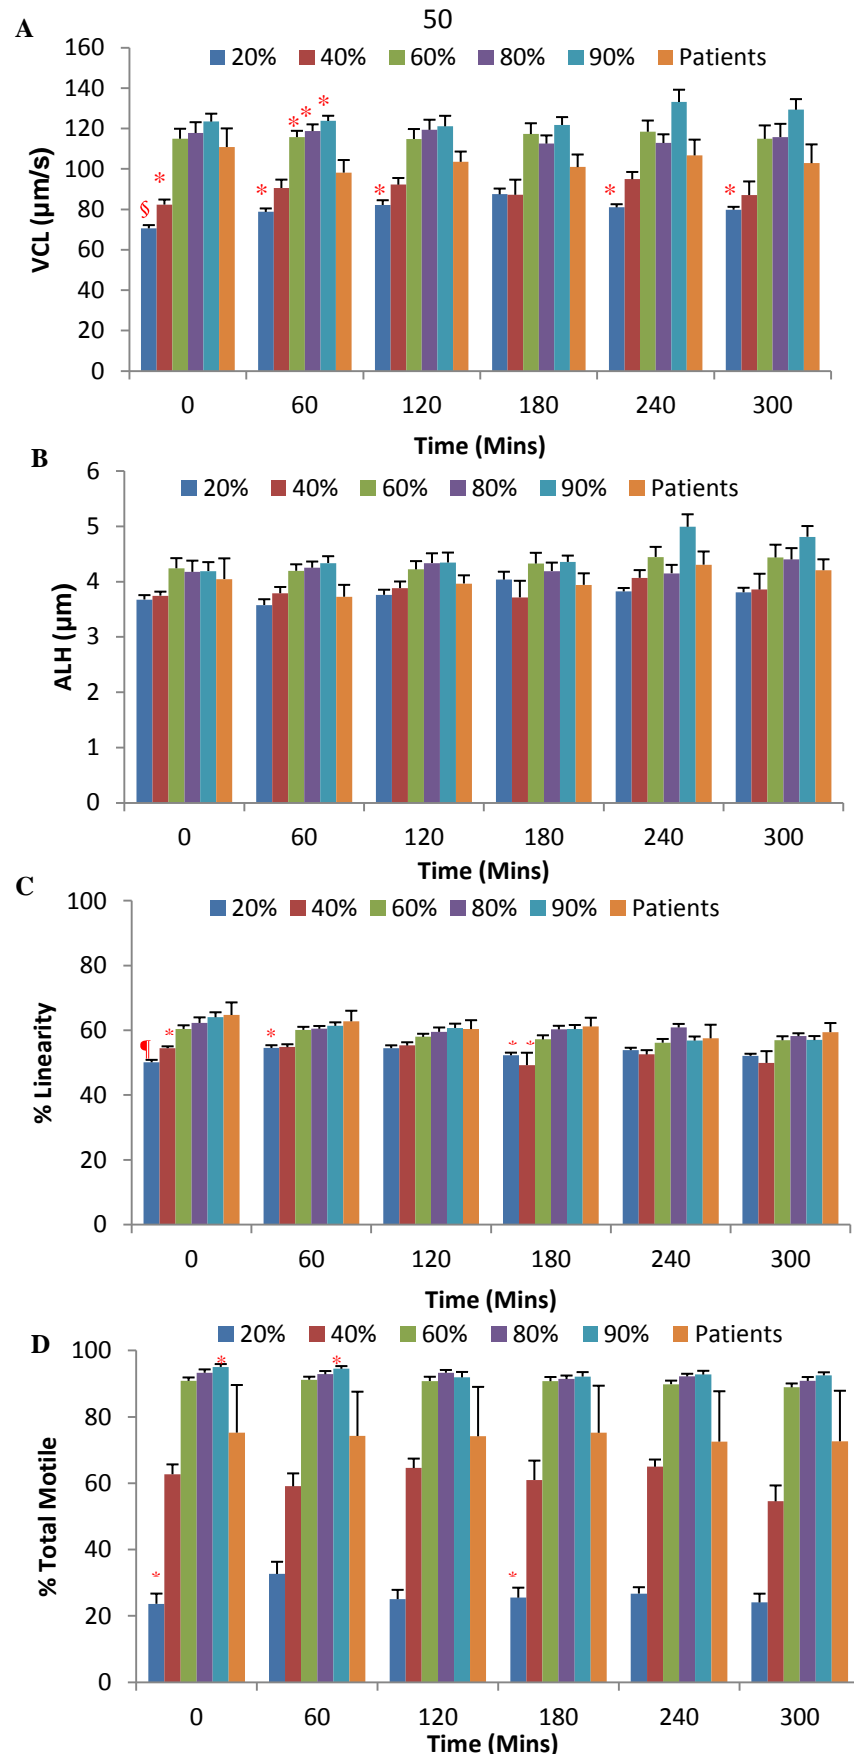 50
A
20% 40% 60% 80% 90% Patients
VCL (µm/s)
160
140
120
100
80
60
40
20
0
* * * * * * * * *
§
0 60 120 180 240 300
Time (Mins)
B
20% 40% 60% 80% 90% Patients
ALH (µm)
6
5
4
3
2
1
0
0 60 120 180 240 300
Time (Mins)
C
20% 40% 60% 80% 90% Patients
% Linearity
100
80
60
40
20
0
¶ * * * *
0 60 120 180 240 300
Time (Mins)
D
20% 40% 60% 80% 90% Patients
% Total Motile
100
80
60
40
20
0
* *
* *
0 60 120 180 240 300
Time (Mins)